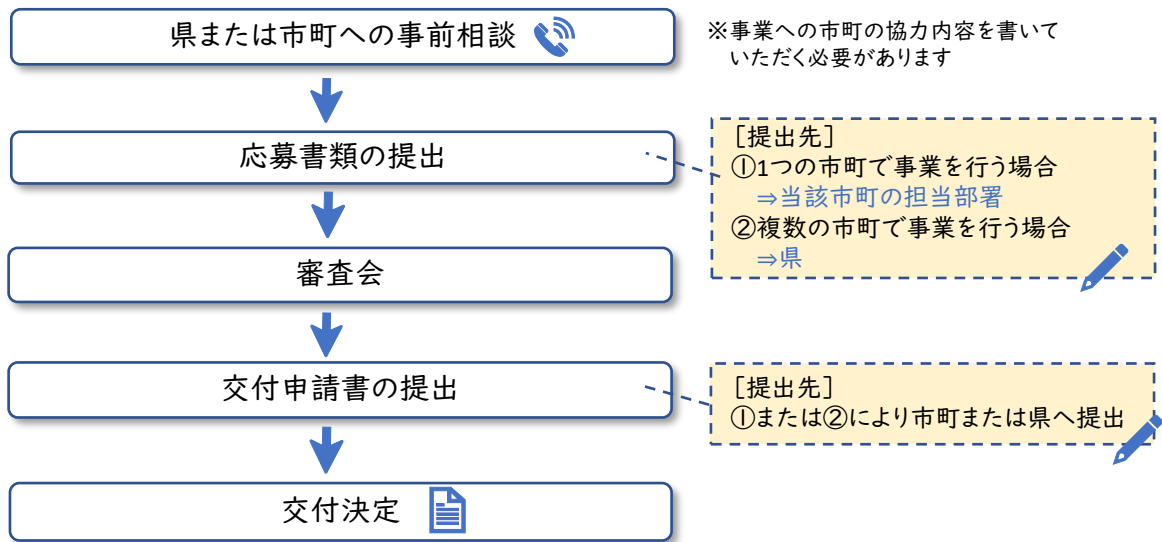 県または市町への事前相談
※事業への市町の協力内容を書いて
いただく必要があります
応募書類の提出
［提出先］
①1つの市町で事業を行う場合
⇒当該市町の担当部署
②複数の市町で事業を行う場合
⇒県
審査会
交付申請書の提出
［提出先］
①または②により市町または県へ提出
交付決定